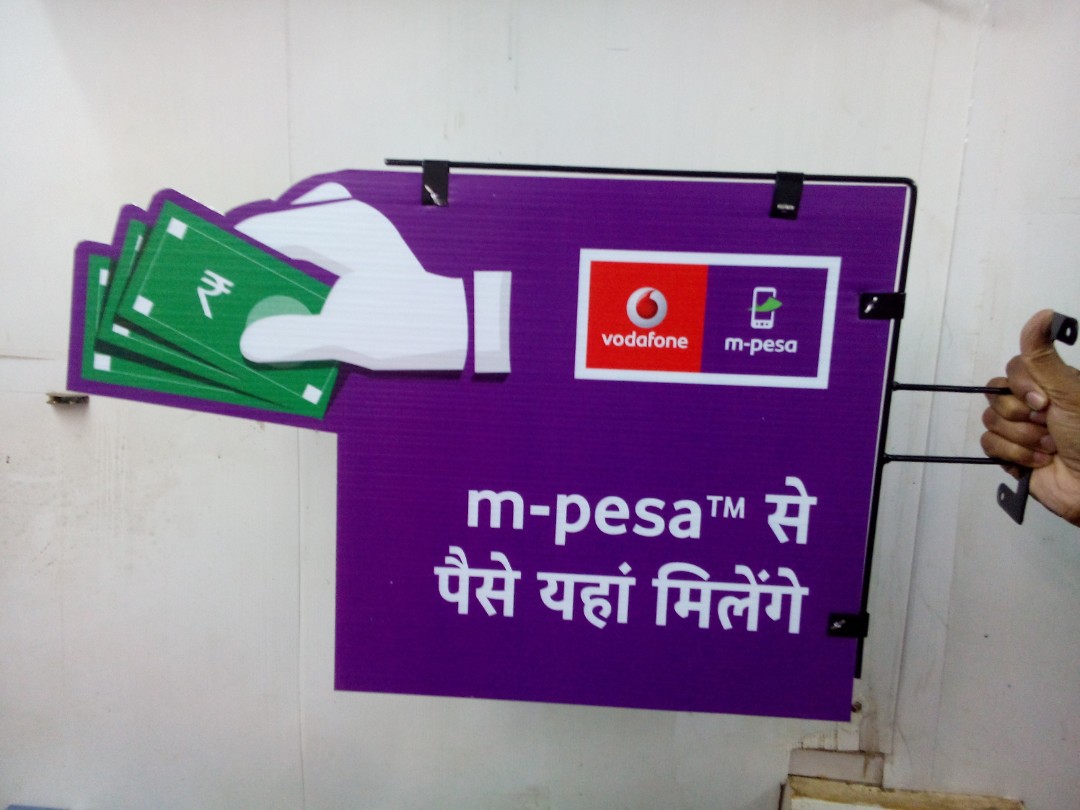 ₹
vodafone
m-pesa
m-pesa™ से
पैसे यहां मिलेंगे